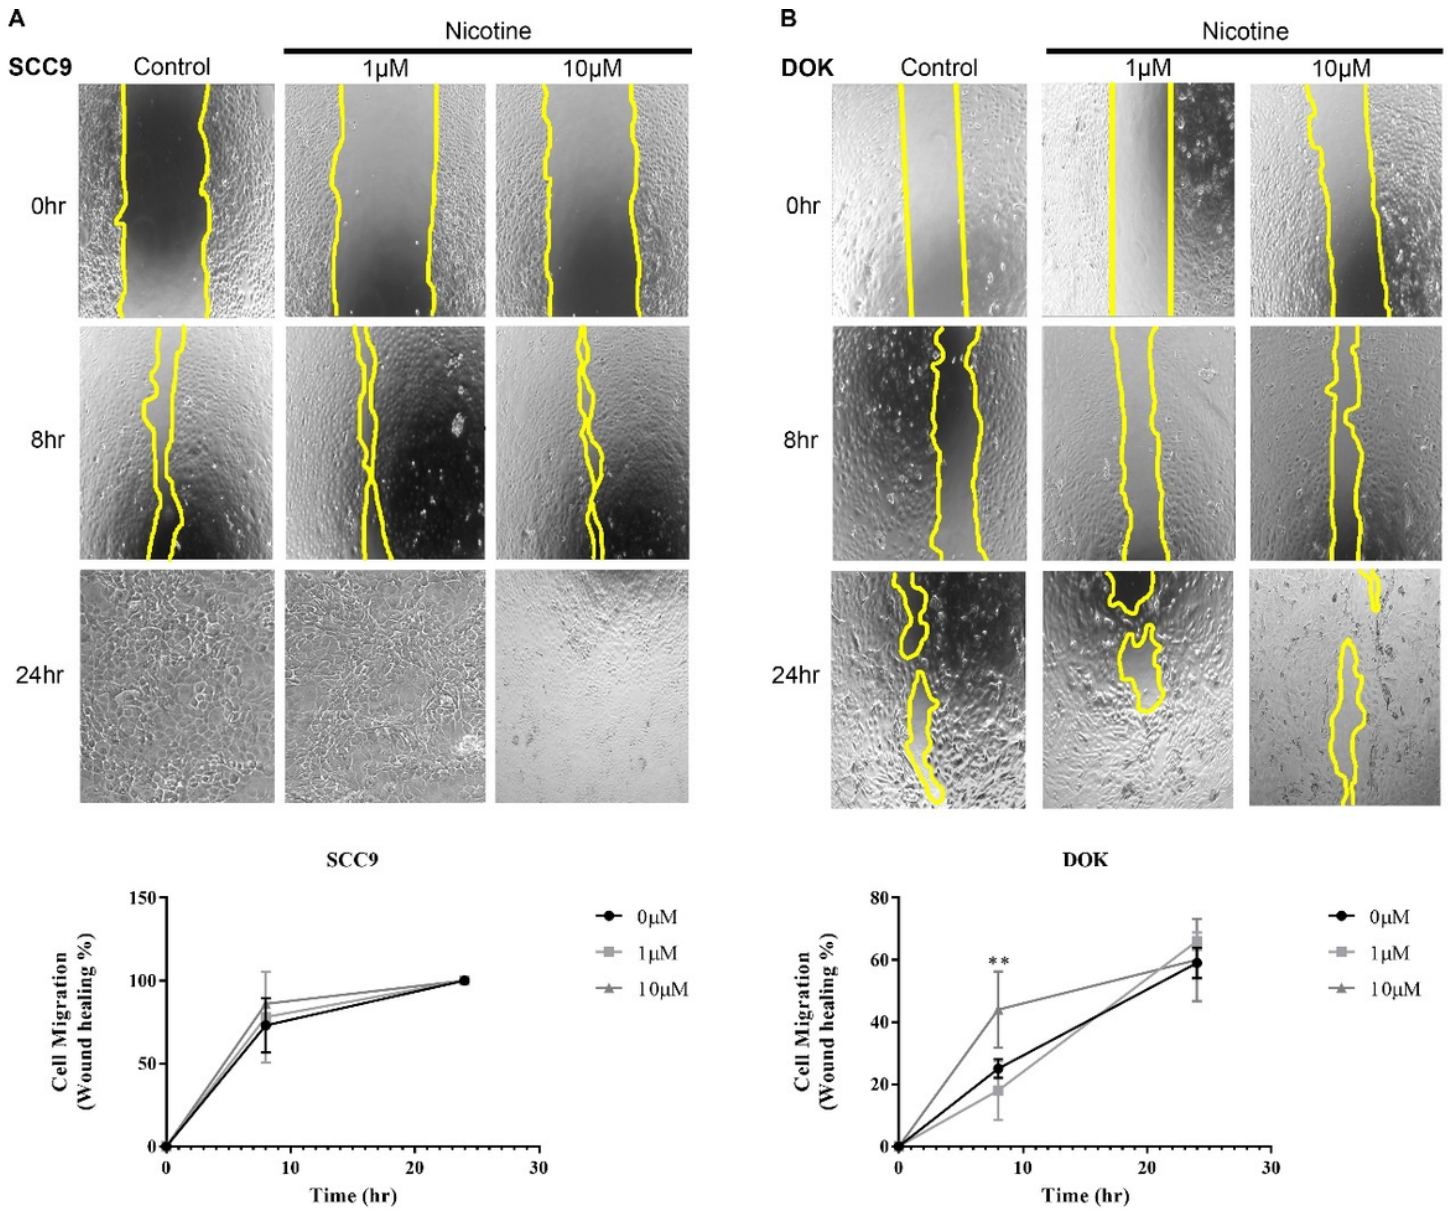 A
Nicotine
SCC9 Control 1µM 10µM
0hr
8hr
24hr
SCC9
150
100
50
0
0 10 20 30
Cell Migration
(Wound healing %)
Time (hr)
0µM
1µM
10µM
B
Nicotine
DOK Control 1µM 10µM
0hr
8hr
24hr
DOK
80
60
40
20
0
0 10 20 30
**
Cell Migration
(Wound healing %)
Time (hr)
0µM
1µM
10µM